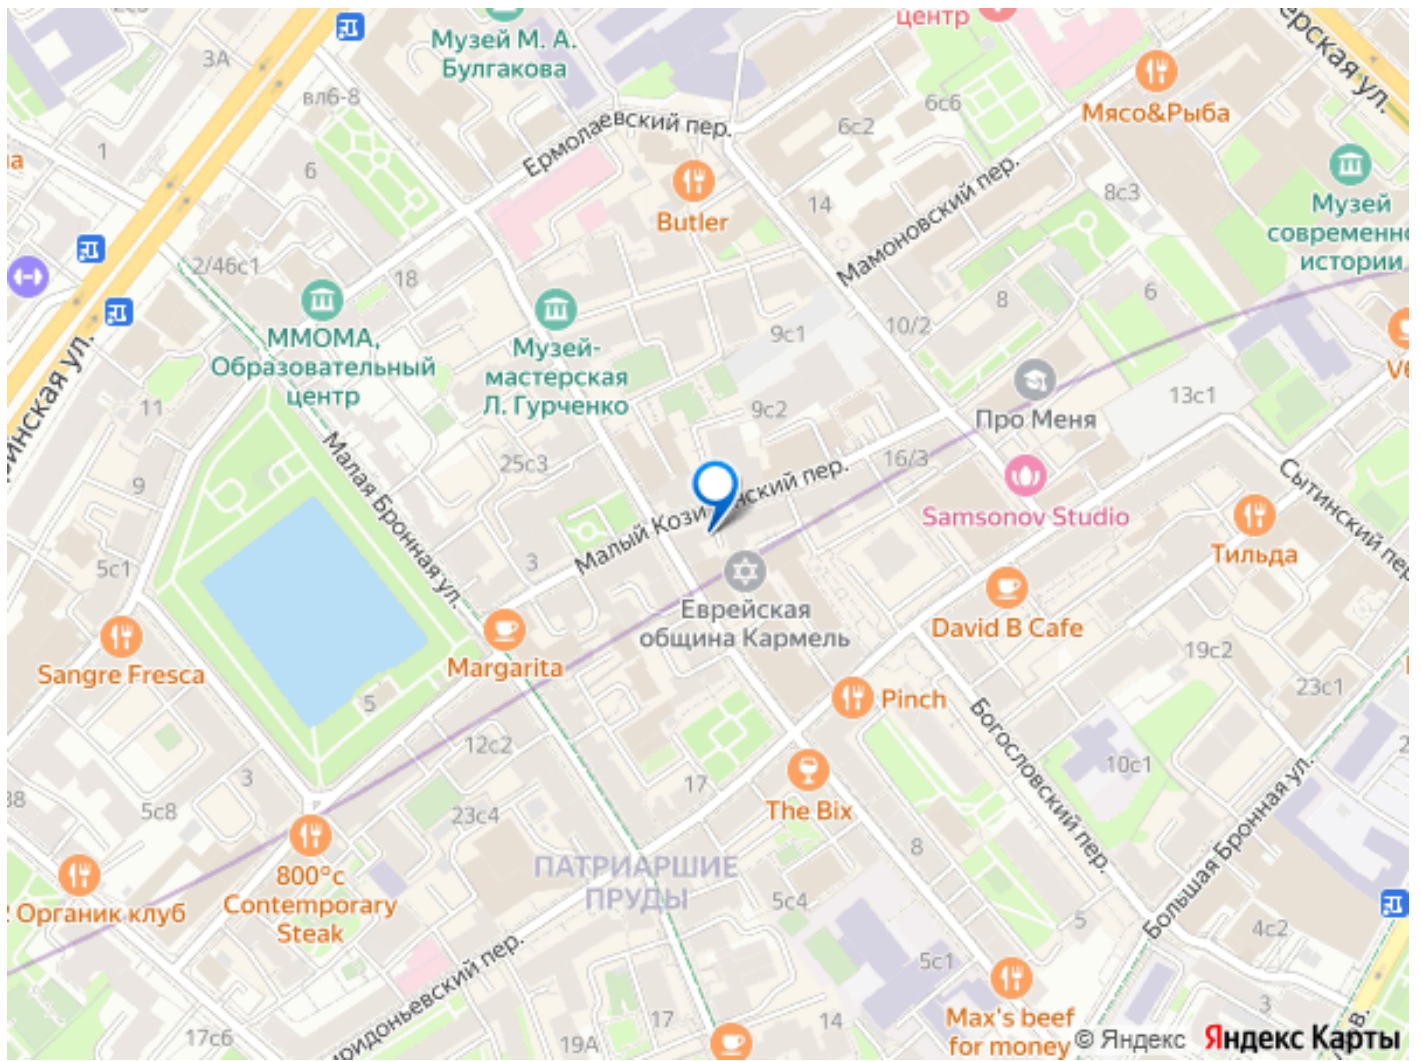 3А
вл6-8
1
6
Музей М. А.
Булгакова
центр
Мясо&Рыба
6с6
6с2
Ермолаевский пер.
Butler
14
Мамоновский пер.
8с3
Музей
современно
истории
2/46с1
18
ММОМА,
Образовательный
центр
Музей-
мастерская
Л. Гурченко
9с1
10/2
8
6
Про Меня
13с1
11
9
25с3
9с2
16/3
Малая Бронная ул.
Samsonov Studio
Сытинский пер.
Тильда
5с1
3
Еврейская
община Кармель
David B Cafe
Sangre Fresca
Margarita
5
19с2
23с1
Pinch
Богословский пер.
12с2
3
17
10с1
The Bix
5с8
23с4
8
ПАТРИАРШИЕ
ПРУДЫ
800°с
Contemporary
Steak
Органик клуб
5с4
5
Большая Бронная ул.
4с2
5с1
17с6
19А
17
14
Max's beef
for money
3
© Яндекс Яндекс Карты